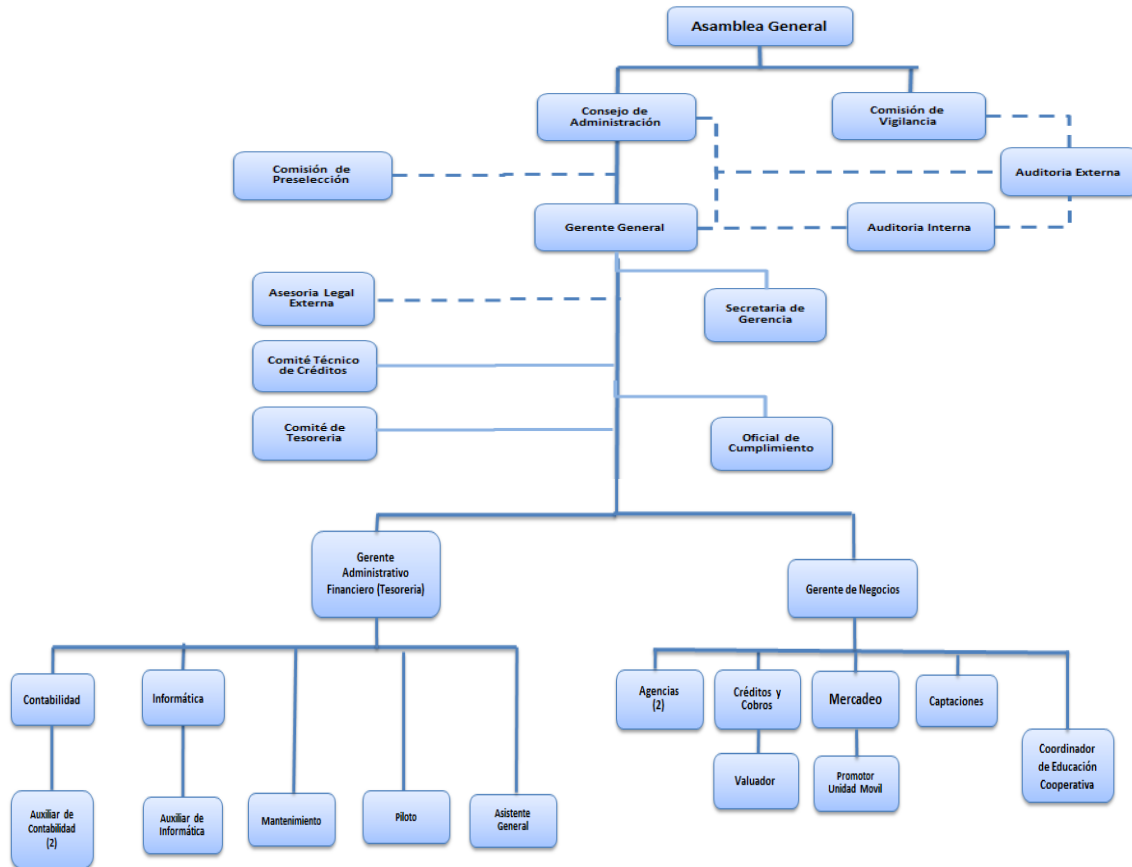 Asamblea General
Consejo de
Administración
Comisión de
Vigilancia
Comisión de
Preselección
Auditoria Externa
Gerente General
Auditoria Interna
Asesoria Legal
Externa
Secretaria de
Gerencia
Comité Técnico
de Créditos
Comité de
Tesoreria
Oficial de
Cumplimiento
Gerente
Administrativo
Financiero (Tesoreria)
Gerente de Negocios
Contabilidad
Informática
Agencias
(2)
Créditos y
Cobros
Mercadeo
Captaciones
Coordinador
de Educación
Cooperativa
Auxiliar de
Contabilidad
(2)
Auxiliar de
Informática
Mantenimiento
Piloto
Asistente
General
Valuador
Promotor
Unidad Movil